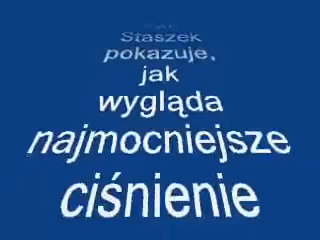 Staszek
pokazuje,
jak
wygląda
najmocniejsze
ciśnienie